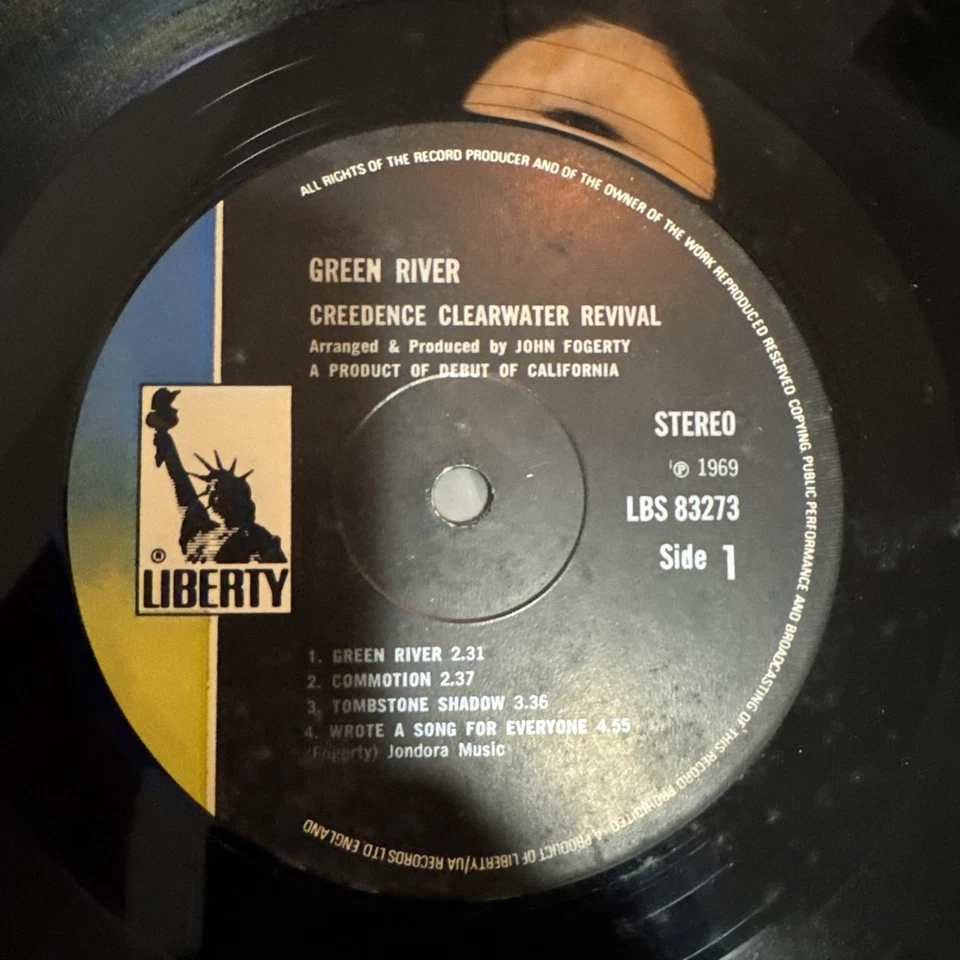 ALL RIGHTS OF THE RECORD PRODUCER AND OF THE OWNER OF THE WORK REPRODUCED RESERVED COPYING, PUBLIC PERFORMANCE AND BROADCASTING OF THIS RECORD PROHIBITED. A PRODUCT OF LIBERTY/UA RECORDS LTD ENGLAND
GREEN RIVER
CREEDENCE CLEARWATER REVIVAL
Arranged & Produced by JOHN FOGERTY
A PRODUCT OF DEBUT OF CALIFORNIA
STEREO
℗ 1969
LBS 83273
Side 1
®
LIBERTY
1. GREEN RIVER 2.31
2. COMMOTION 2.37
3. TOMBSTONE SHADOW 3.36
4. WROTE A SONG FOR EVERYONE 4.55
(Fogerty) Jondora Music